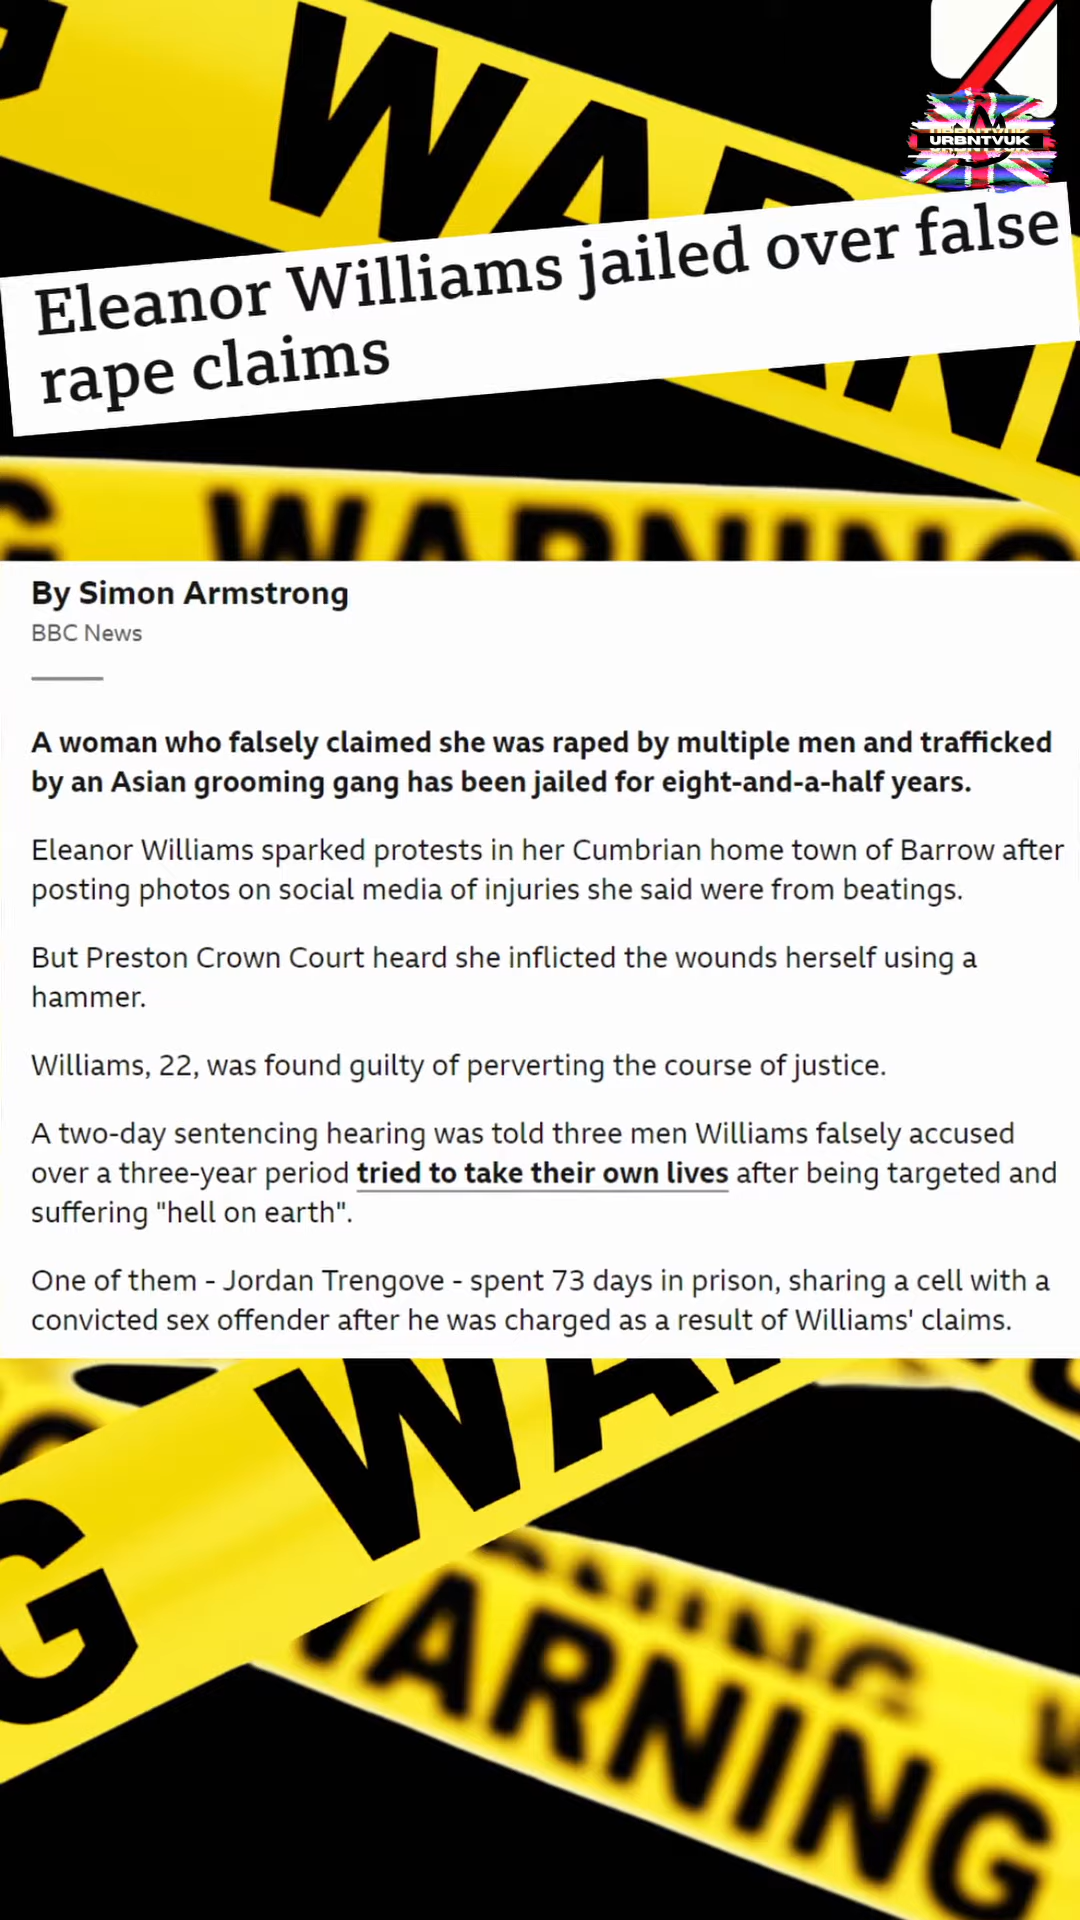 G WARN
URBNTVUK
Eleanor Williams jailed over false
rape claims
G WARNING
By Simon Armstrong
BBC News
A woman who falsely claimed she was raped by multiple men and trafficked
by an Asian grooming gang has been jailed for eight-and-a-half years.
Eleanor Williams sparked protests in her Cumbrian home town of Barrow after
posting photos on social media of injuries she said were from beatings.
But Preston Crown Court heard she inflicted the wounds herself using a
hammer.
Williams, 22, was found guilty of perverting the course of justice.
A two-day sentencing hearing was told three men Williams falsely accused
over a three-year period tried to take their own lives after being targeted and
suffering "hell on earth".
One of them - Jordan Trengove - spent 73 days in prison, sharing a cell with a
convicted sex offender after he was charged as a result of Williams' claims.
G WA
WARNING